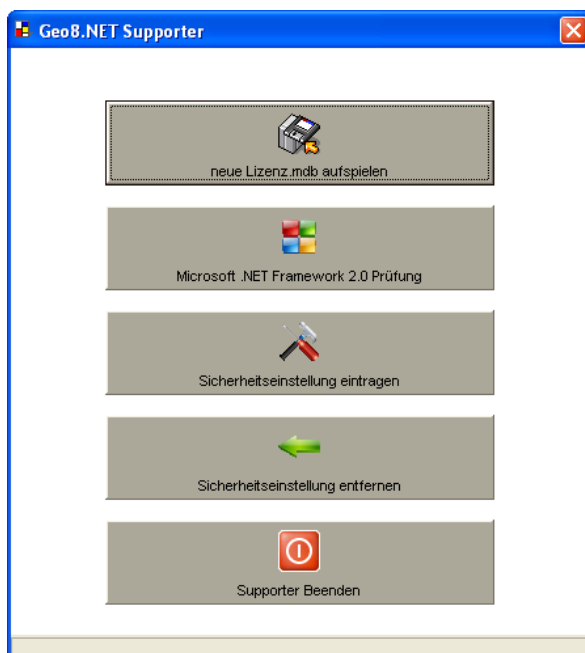 Geo8.NET Supporter
neue Lizenz.mdb aufspielen
Microsoft .NET Framework 2.0 Prüfung
Sicherheitseinstellung eintragen
Sicherheitseinstellung entfernen
Supporter Beenden